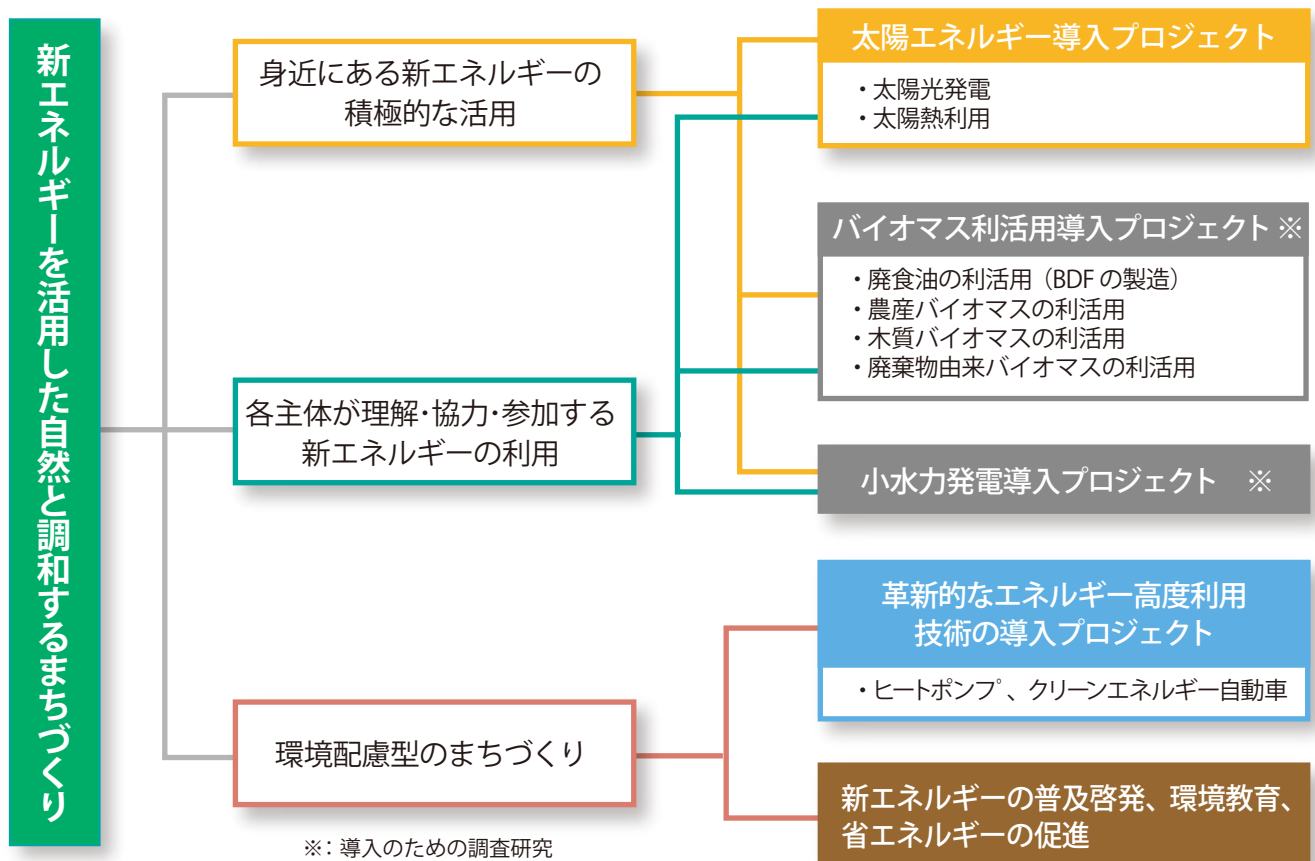 新エネルギーを活用した自然と調和するまちづくり
身近にある新エネルギーの
積極的な活用
各主体が理解・協力・参加する
新エネルギーの利用
環境配慮型のまちづくり
※：導入のための調査研究
太陽エネルギー導入プロジェクト
・太陽光発電
・太陽熱利用
バイオマス利活用導入プロジェクト ※
・廃食油の利活用（BDF の製造）
・農産バイオマスの利活用
・木質バイオマスの利活用
・廃棄物由来バイオマスの利活用
小水力発電導入プロジェクト　※
革新的なエネルギー高度利用
技術の導入プロジェクト
・ヒートポンプ、クリーンエネルギー自動車
新エネルギーの普及啓発、環境教育、
省エネルギーの促進